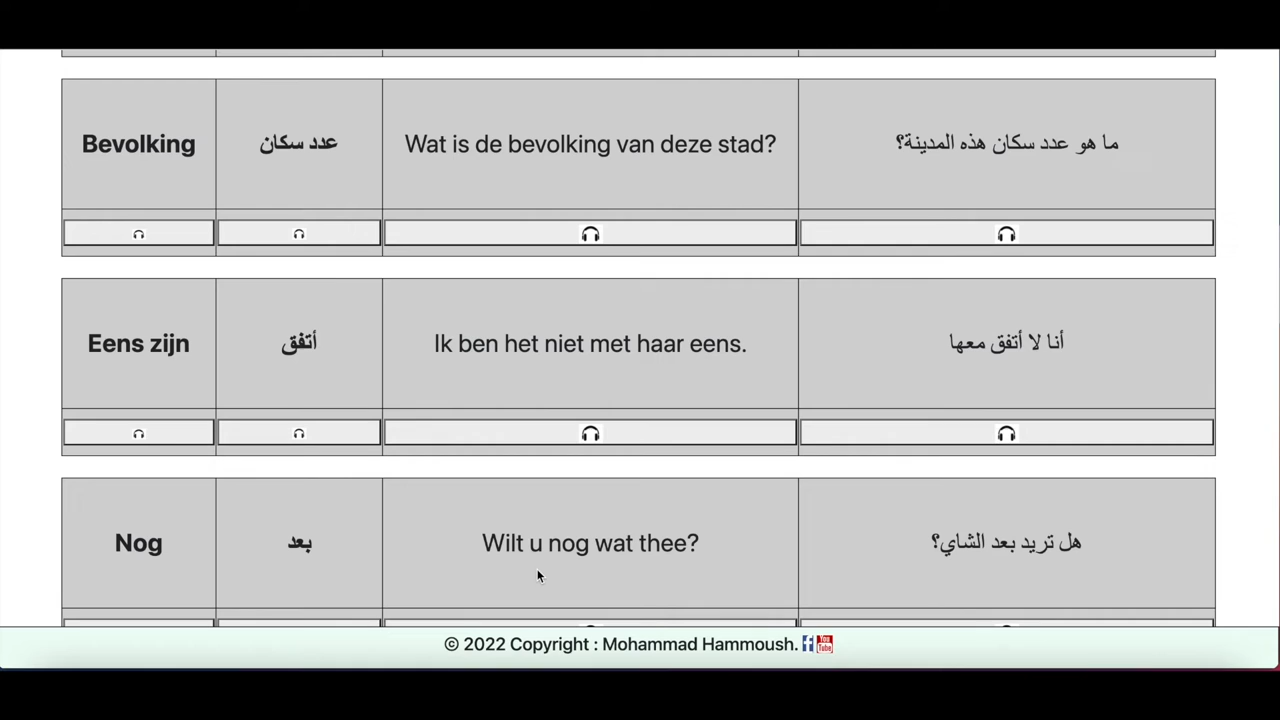 Bevolking
عدد سكان
Wat is de bevolking van deze stad?
ما هو عدد سكان هذه المدينة؟
Eens zijn
أتفق
Ik ben het niet met haar eens.
أنا لا أتفق معها
Nog
بعد
Wilt u nog wat thee?
هل تريد بعد الشاي؟
© 2022 Copyright : Mohammad Hammoush.
You Tube